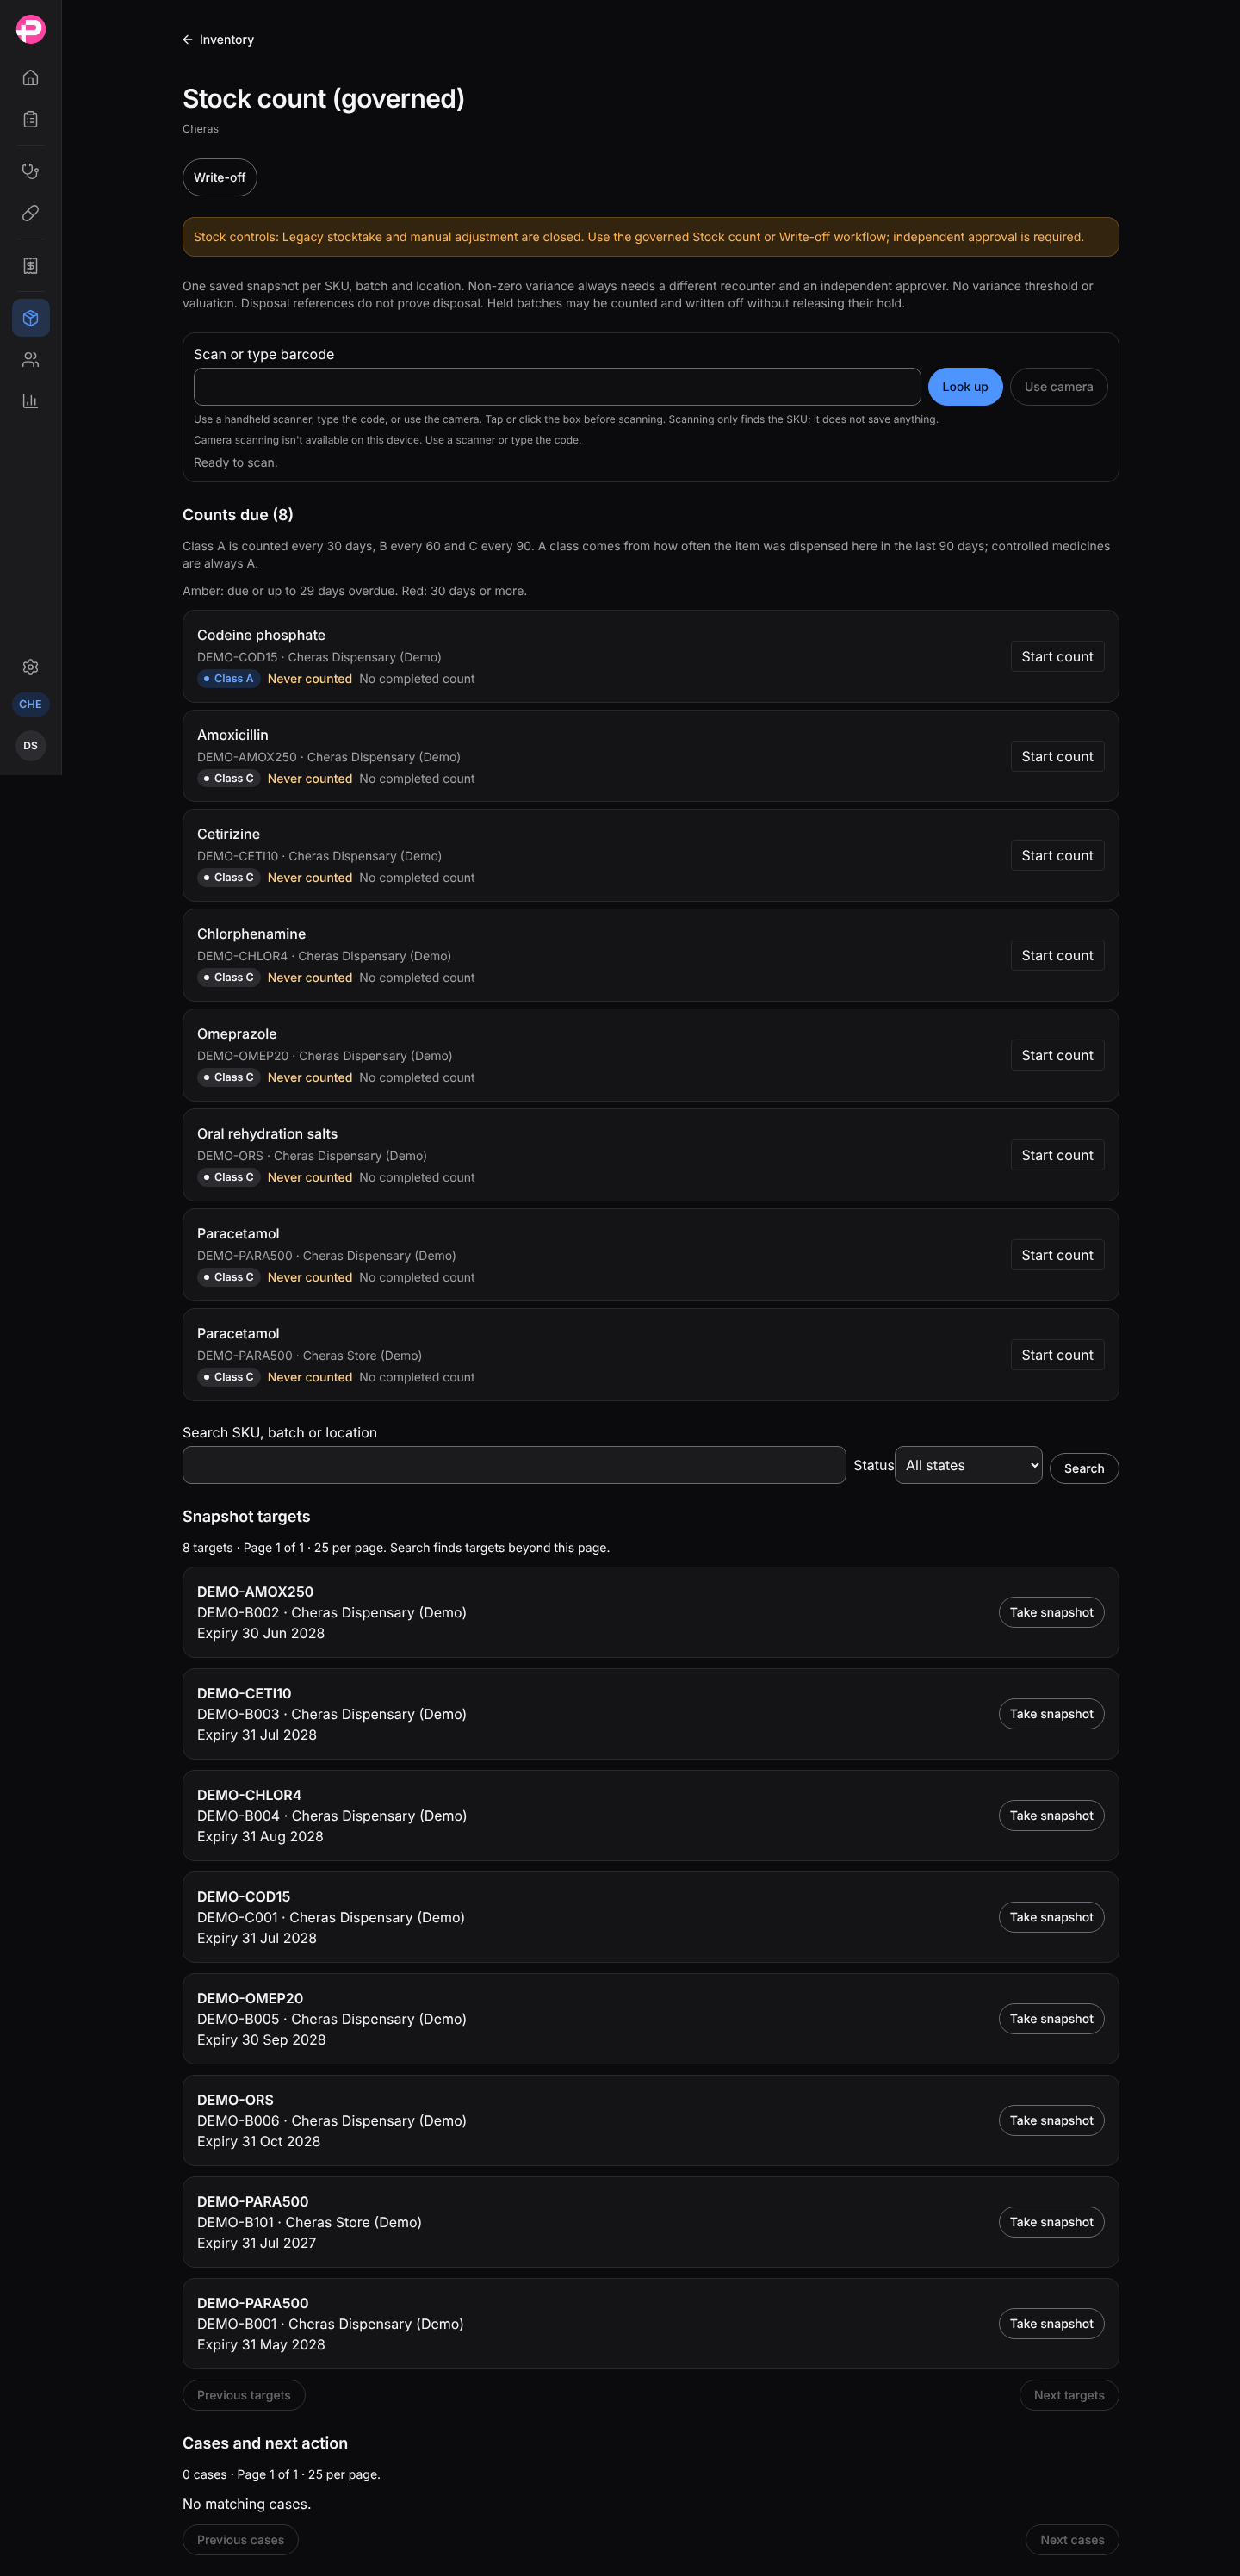 Inventory
Stock count (governed)
Cheras
Write-off
Stock controls: Legacy stocktake and manual adjustment are closed. Use the governed Stock count or Write-off workflow; independent approval is required.
One saved snapshot per SKU, batch and location. Non-zero variance always needs a different recounter and an independent approver. No variance threshold or
valuation. Disposal references do not prove disposal. Held batches may be counted and written off without releasing their hold.
Scan or type barcode
Look up
Use camera
Use a handheld scanner, type the code, or use the camera. Tap or click the box before scanning. Scanning only finds the SKU; it does not save anything.
Camera scanning isn't available on this device. Use a scanner or type the code.
Ready to scan.
Counts due (8)
Class A is counted every 30 days, B every 60 and C every 90. A class comes from how often the item was dispensed here in the last 90 days; controlled medicines
are always A.
Amber: due or up to 29 days overdue. Red: 30 days or more.
Codeine phosphate
DEMO-COD15 · Cheras Dispensary (Demo)
Class A Never counted No completed count
Start count
Amoxicillin
DEMO-AMOX250 · Cheras Dispensary (Demo)
Class C Never counted No completed count
Start count
Cetirizine
DEMO-CETI10 · Cheras Dispensary (Demo)
Class C Never counted No completed count
Start count
Chlorphenamine
DEMO-CHLOR4 · Cheras Dispensary (Demo)
Class C Never counted No completed count
Start count
Omeprazole
DEMO-OMEP20 · Cheras Dispensary (Demo)
Class C Never counted No completed count
Start count
Oral rehydration salts
DEMO-ORS · Cheras Dispensary (Demo)
Class C Never counted No completed count
Start count
Paracetamol
DEMO-PARA500 · Cheras Dispensary (Demo)
Class C Never counted No completed count
Start count
Paracetamol
DEMO-PARA500 · Cheras Store (Demo)
Class C Never counted No completed count
Start count
CHE
DS
Search SKU, batch or location
Status All states Search
Snapshot targets
8 targets · Page 1 of 1 · 25 per page. Search finds targets beyond this page.
DEMO-AMOX250
DEMO-B002 · Cheras Dispensary (Demo)
Expiry 30 Jun 2028
Take snapshot
DEMO-CETI10
DEMO-B003 · Cheras Dispensary (Demo)
Expiry 31 Jul 2028
Take snapshot
DEMO-CHLOR4
DEMO-B004 · Cheras Dispensary (Demo)
Expiry 31 Aug 2028
Take snapshot
DEMO-COD15
DEMO-C001 · Cheras Dispensary (Demo)
Expiry 31 Jul 2028
Take snapshot
DEMO-OMEP20
DEMO-B005 · Cheras Dispensary (Demo)
Expiry 30 Sep 2028
Take snapshot
DEMO-ORS
DEMO-B006 · Cheras Dispensary (Demo)
Expiry 31 Oct 2028
Take snapshot
DEMO-PARA500
DEMO-B101 · Cheras Store (Demo)
Expiry 31 Jul 2027
Take snapshot
DEMO-PARA500
DEMO-B001 · Cheras Dispensary (Demo)
Expiry 31 May 2028
Take snapshot
Previous targets
Next targets
Cases and next action
0 cases · Page 1 of 1 · 25 per page.
No matching cases.
Previous cases
Next cases